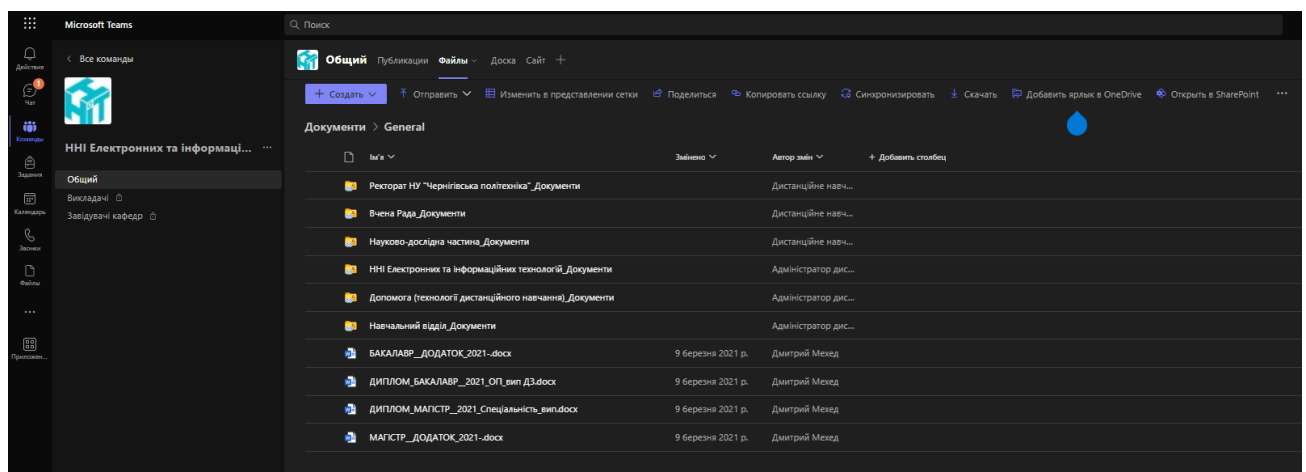 Microsoft Teams
Поиск
Действия
Чат
1
Команды
Задания
Календарь
Звонки
Файлы
Приложен...
Все команды
ННІ Електронних та інформаці... ...
Общий
Викладачі
Завідувачі кафедр
Общий Публикации Файлы Доска Сайт +
+ Создать Отправить Изменить в представлении сетки Поделиться Копировать ссылку Синхронизировать Скачать Добавить ярлык в OneDrive Открыть в SharePoint ...
Документи > General
Ім'я Змінено Автор змін + Добавить столбец
Ректорат НУ "Чернігівська політехніка"_Документи Дистанційне навч...
Вчена Рада_Документи Дистанційне навч...
Науково-дослідна частина_Документи Дистанційне навч...
ННІ Електронних та інформаційних технологій_Документи Адміністратор дис...
Допомога (технології дистанційного навчання)_Документи Адміністратор дис...
Навчальний відділ_Документи Адміністратор дис...
БАКАЛАВР__ДОДАТОК_2021-.docx 9 березня 2021 р. Дмитрий Мехед
ДИПЛОМ_БАКАЛАВР__2021_ОП_вип ДЗ.docx 9 березня 2021 р. Дмитрий Мехед
ДИПЛОМ_МАГІСТР__2021_Спеціальність_вип.docx 9 березня 2021 р. Дмитрий Мехед
МАГІСТР__ДОДАТОК_2021-.docx 9 березня 2021 р. Дмитрий Мехед